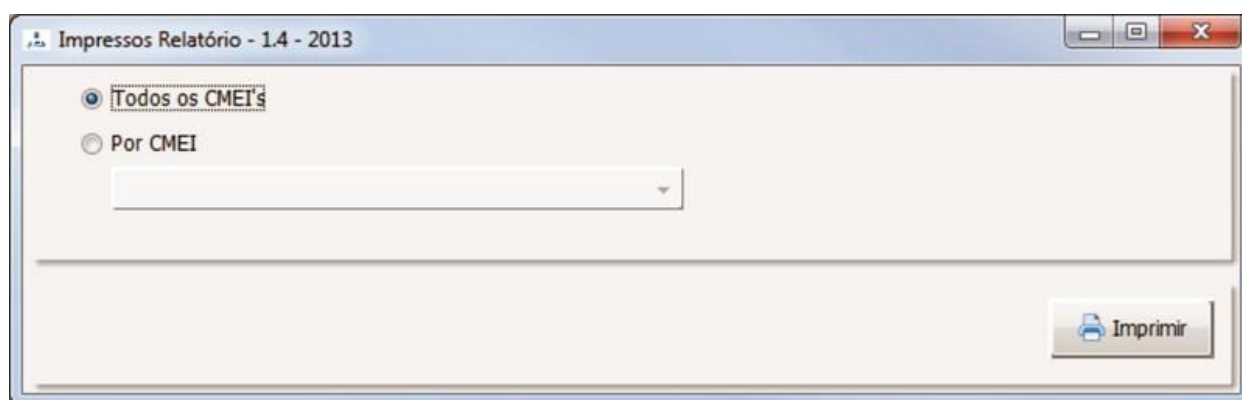 Impressos Relatório - 1.4 - 2013
Todos os CMEI's
Por CMEI
Imprimir